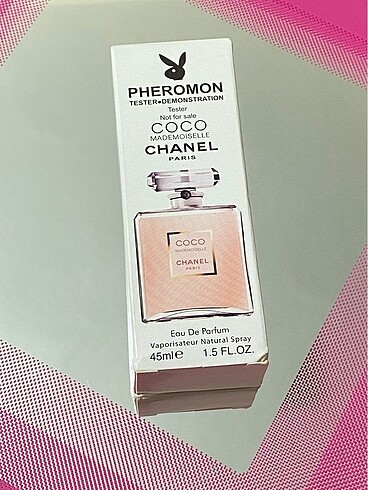 PHEROMON
TESTER•DEMONSTRATION
Tester
Not for sale
COCO
MADEMOISELLE
CHANEL
PARIS
COCO
MADEMOISELLE
CHANEL
PARIS
Eau De Parfum
Vaporisateur Natural Spray
45ml℮ 1.5 FL.OZ.